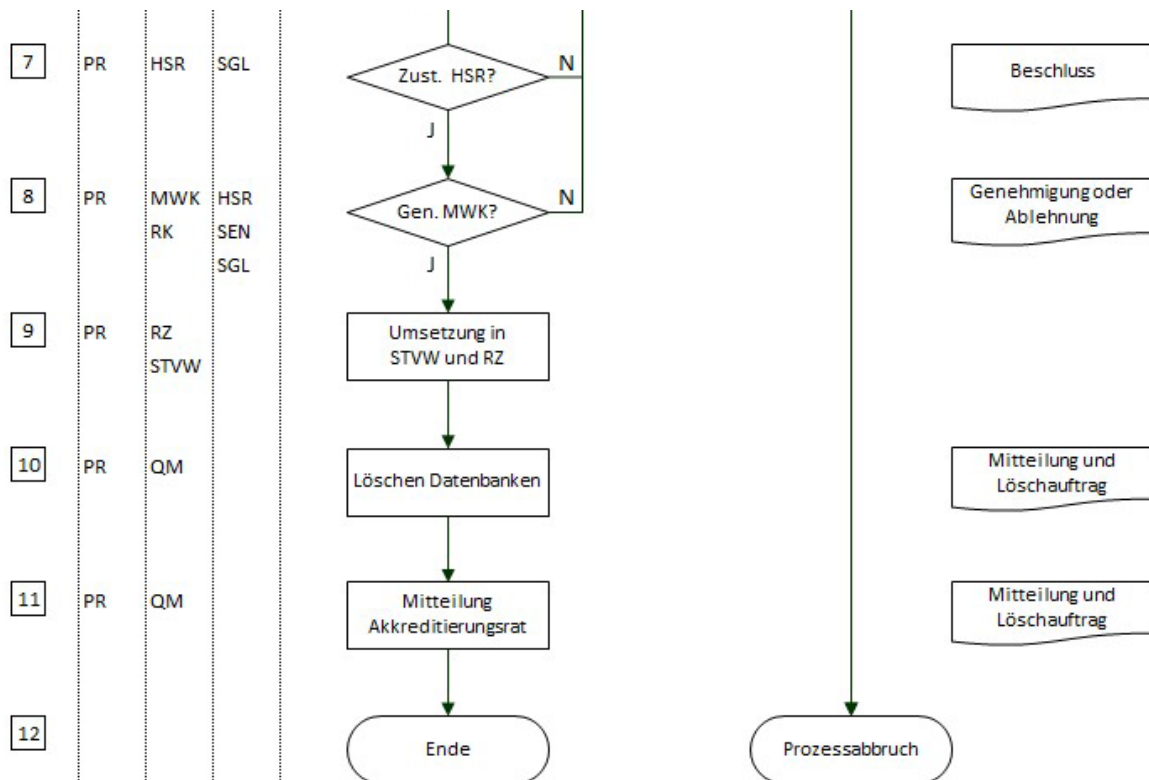 7 PR HSR SGL Zust. HSR? N Beschluss
J
8 PR MWK HSR Gen. MWK? N Genehmigung oder
RK SEN Ablehnung
SGL J
9 PR RZ Umsetzung in
STVW STVW und RZ
10 PR QM Löschen Datenbanken Mitteilung und
Löschauftrag
11 PR QM Mitteilung Mitteilung und
Akkreditierungsrat Löschauftrag
12 Ende Prozessabbruch